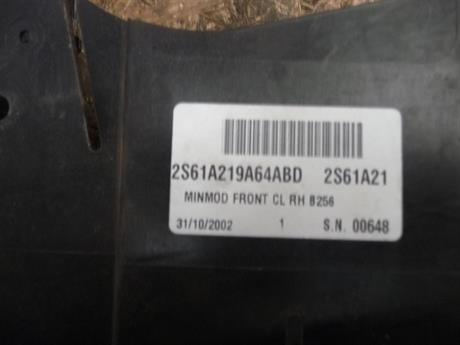 2S61A219A64ABD 2S61A21
MINMOD FRONT CL RH B256
31/10/2002 1 S.N. 00648